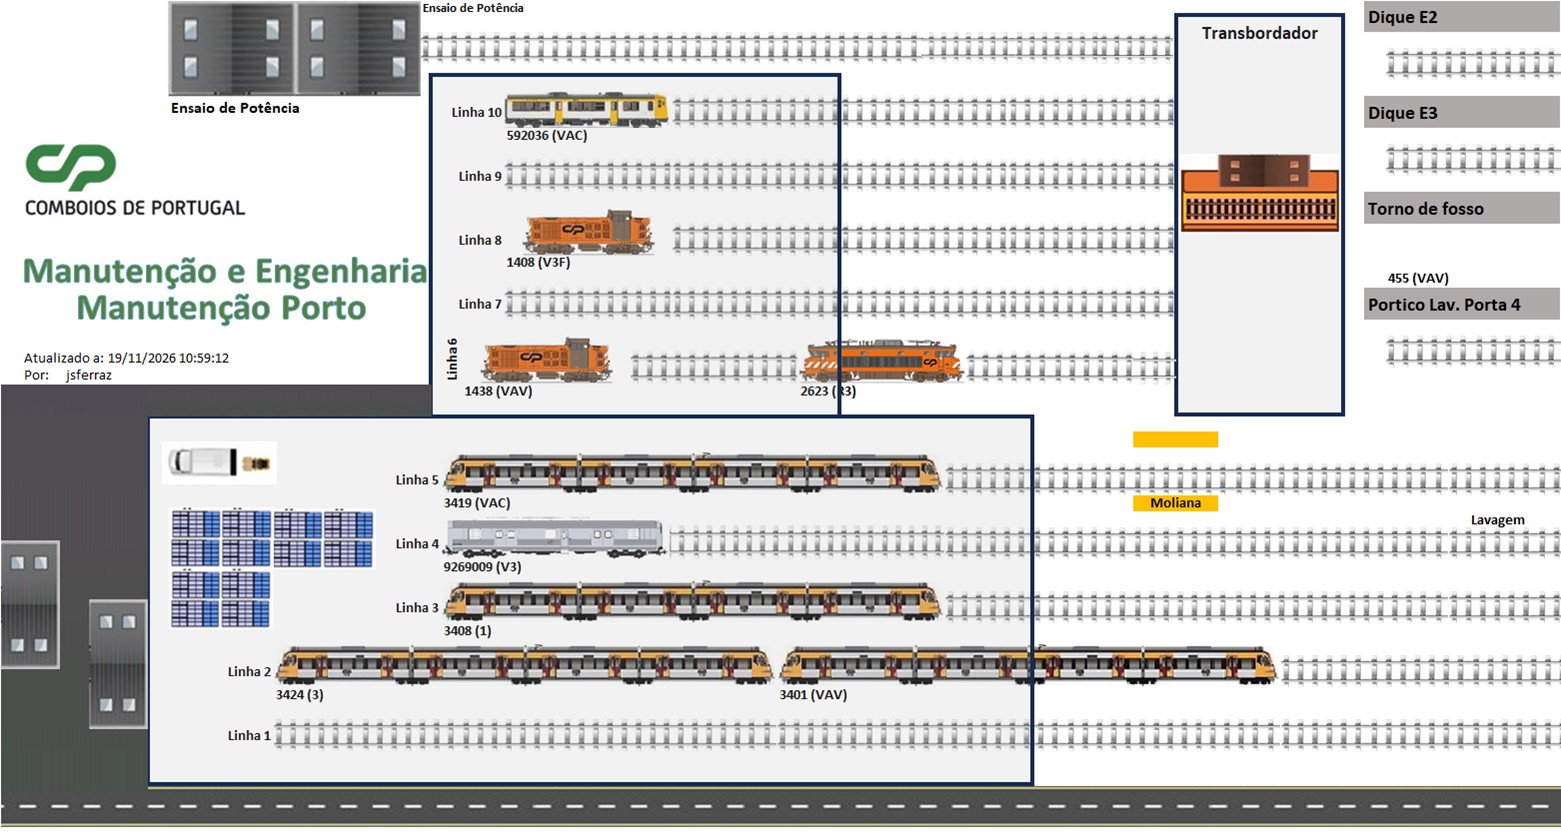 Ensaio de Potência
Ensaio de Potência
CP
COMBOIOS DE PORTUGAL
Manutenção e Engenharia
Manutenção Porto
Atualizado a: 19/11/2026 10:59:12
Por: jsferraz
Transbordador
Dique E2
Dique E3
Torno de fosso
455 (VAV)
Portico Lav. Porta 4
Linha 10
592036 (VAC)
Linha 9
Linha 8
1408 (V3F)
Linha 7
Linha 6
1438 (VAV)
2623 (R3)
Linha 5
3419 (VAC)
Moliana
Lavagem
Linha 4
9269009 (V3)
Linha 3
3408 (1)
Linha 2
3424 (3)
3401 (VAV)
Linha 1